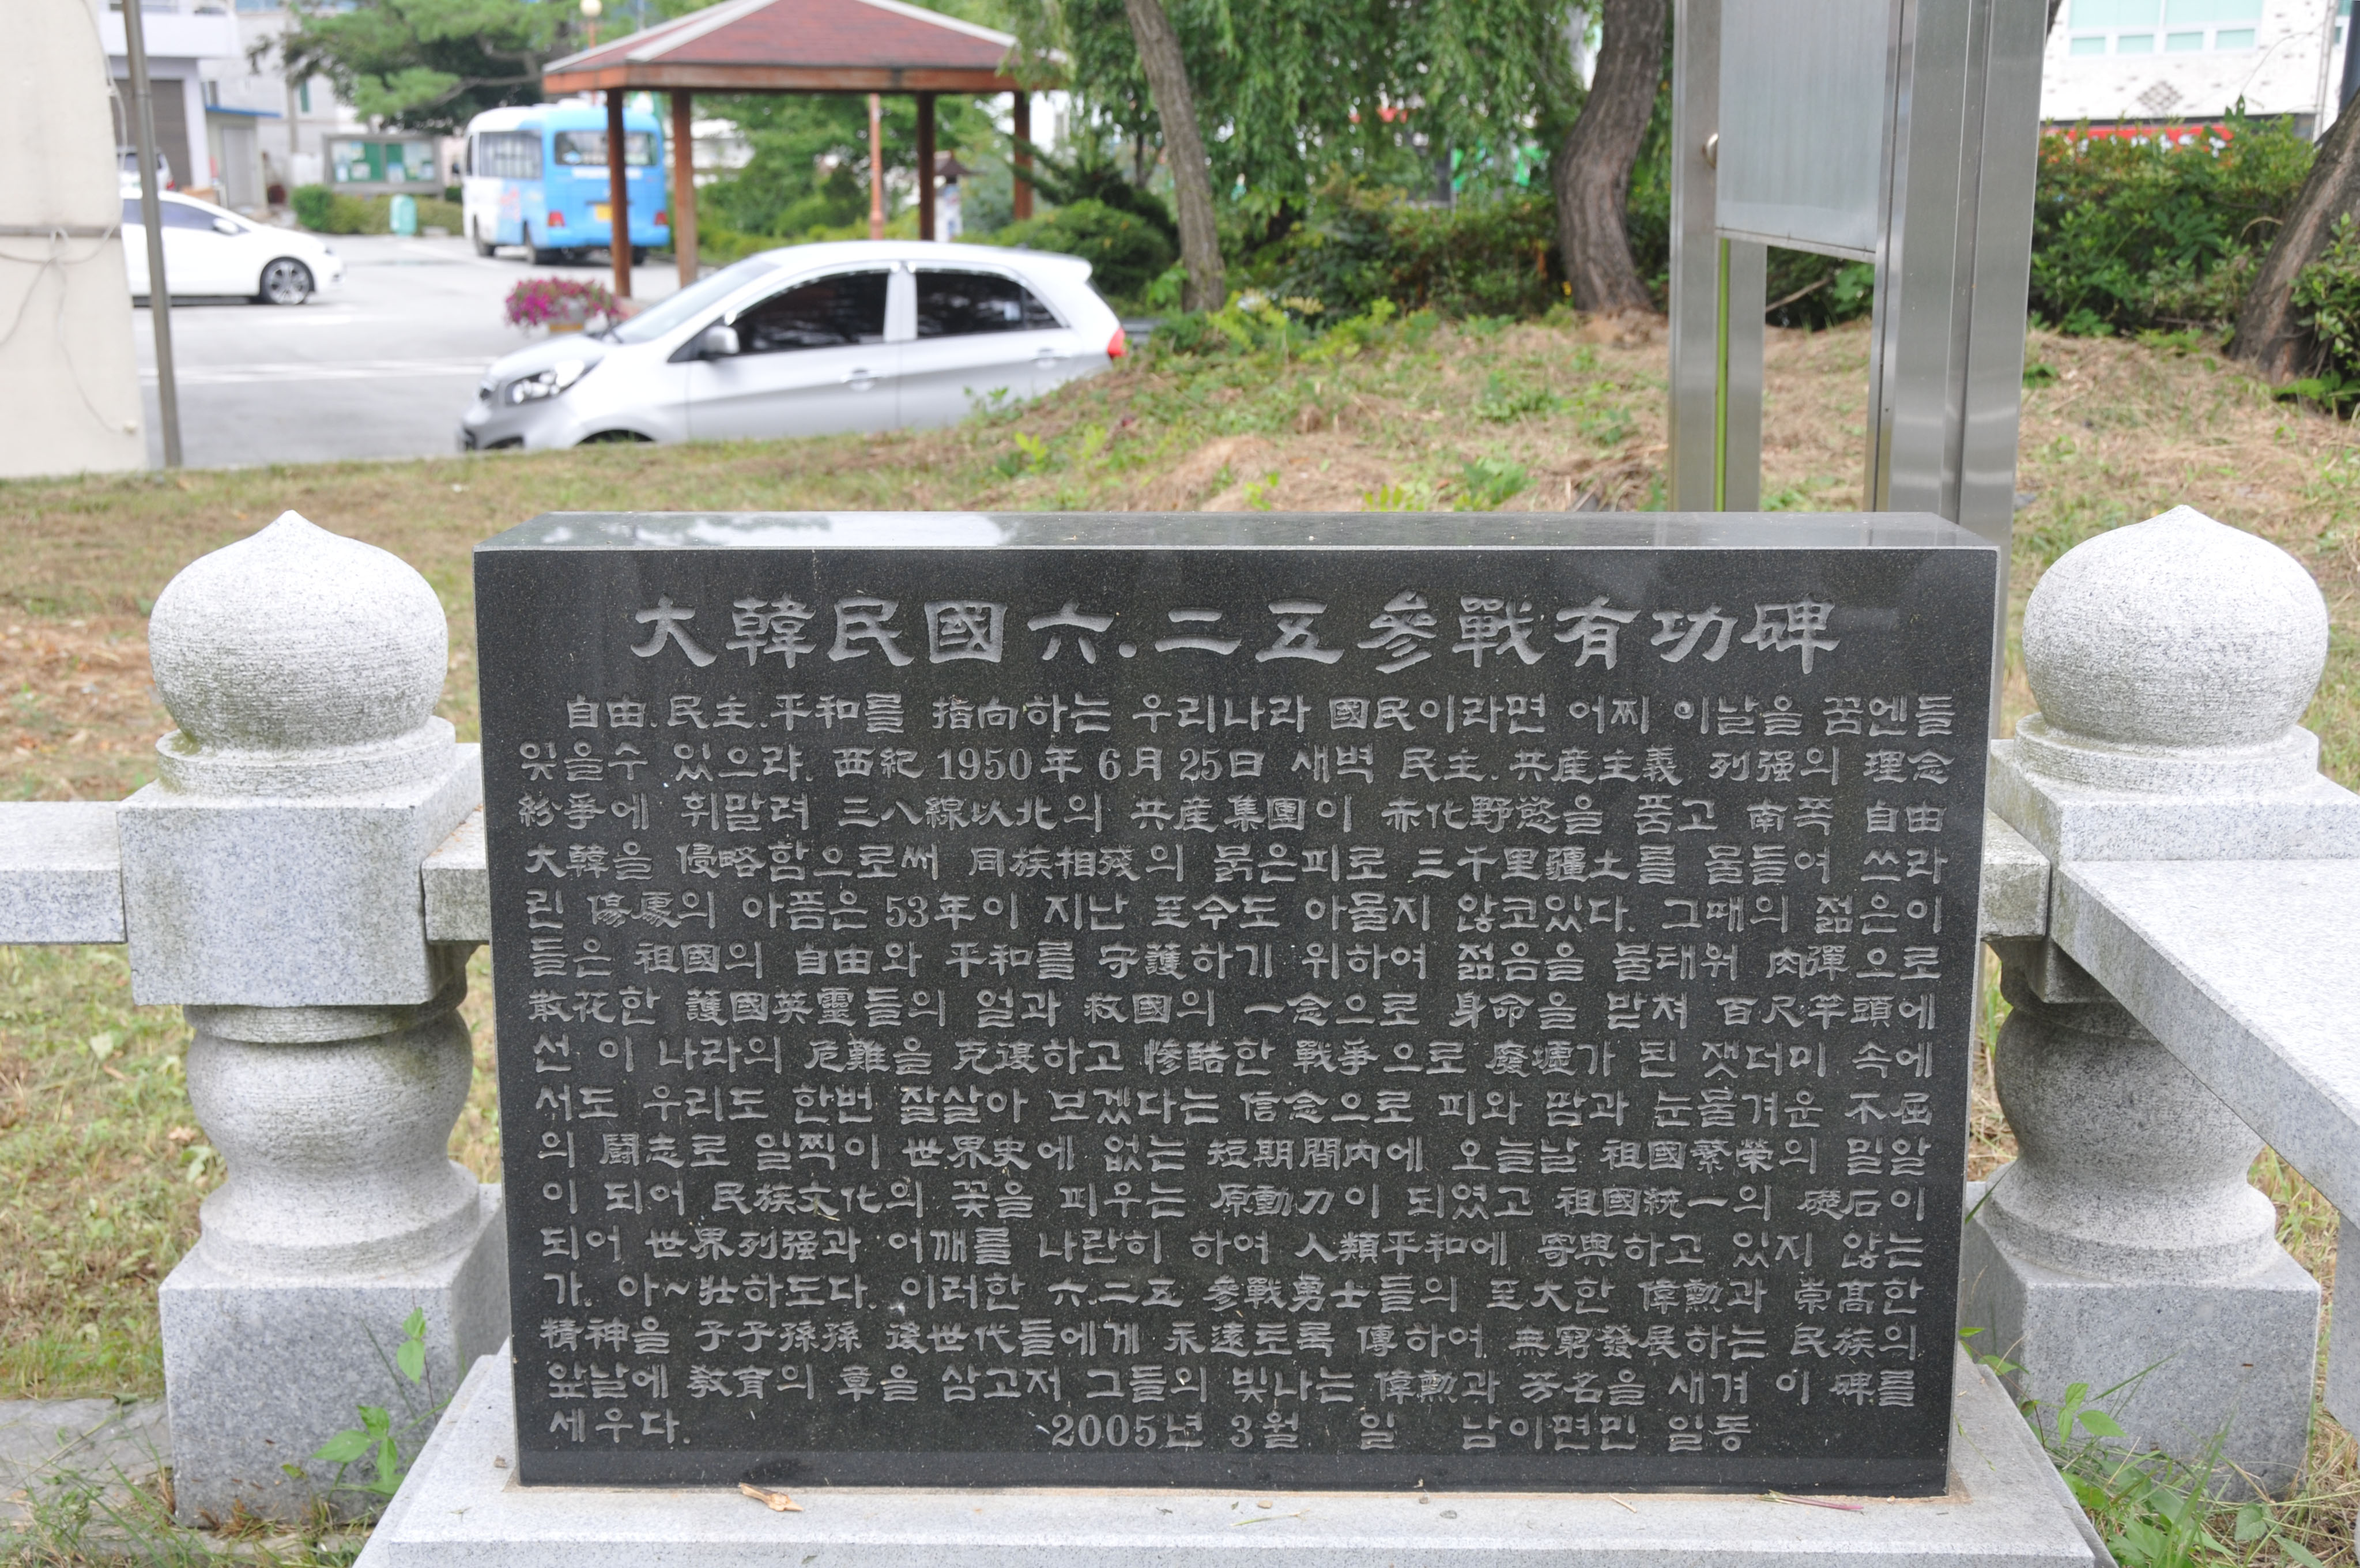 大韓民國六.二五參戰有功碑
自由.民主.平和를 指向하는 우리나라 國民이라면 어찌 이날을 꿈엔들
잊을수 있으랴. 西紀 1950年 6月 25日 새벽 民主.共産主義 列强의 理念
紛爭에 휘말려 三八線以北의 共産集團이 赤化野慾을 품고 南쪽 自由
大韓을 侵略함으로써 同族相殘의 붉은피로 三千里疆土를 물들여 쓰라
린 傷處의 아픔은 53年이 지난 至수도 아물지 않고있다. 그때의 젊은이
들은 祖國의 自由와 平和를 守護하기 위하여 젊음을 불태워 肉彈으로
散花한 護國英靈들의 얼과 救國의 一念으로 身命을 받쳐 百尺竿頭에
선 이 나라의 危難을 克復하고 慘酷한 戰爭으로 廢墟가 된 잿더미 속에
서도 우리도 한번 잘살아 보겠다는 信念으로 피와 땀과 눈물겨운 不屈
의 鬪志로 일찍이 世界史에 없는 短期間內에 오늘날 祖國繁榮의 밀알
이 되어 民族文化의 꽃을 피우는 原動力이 되였고 祖國統一의 礎石이
되어 世界列强과 어깨를 나란히 하여 人類平和에 寄與하고 있지 않는
가. 아~壯하도다. 이러한 六.二五 參戰勇士들의 至大한 偉勳과 崇高한
精神을 子子孫孫 後世代들에게 永遠토록 傳하여 無窮發展하는 民族의
앞날에 敎育의 章을 삼고저 그들의 빛나는 偉勳과 芳名을 새겨 이 碑를
세우다. 2005년 3월 일 남이면민 일동